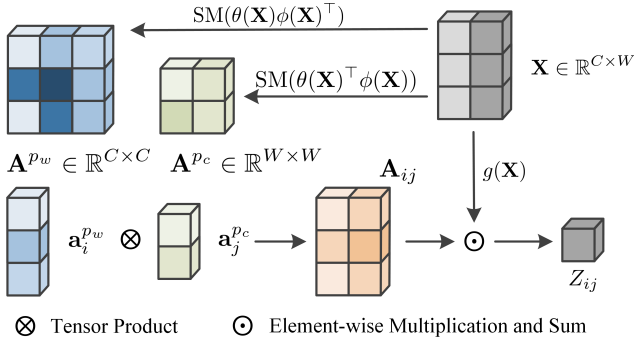 SM(θ(X)ϕ(X)⊤)
SM(θ(X)⊤ϕ(X))
X ∈ ℝ^{C×W}
A^{p_w} ∈ ℝ^{C×C}
A^{p_c} ∈ ℝ^{W×W}
A_{ij}
g(X)
a_i^{p_w} ⊗ a_j^{p_c}
⊙
Z_{ij}
⊗ Tensor Product
⊙ Element-wise Multiplication and Sum